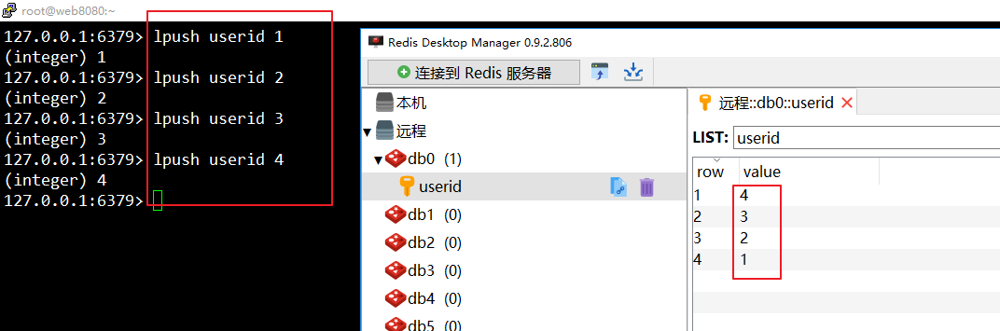 root@web8080:~
127.0.0.1:6379> lpush userid 1
(integer) 1
127.0.0.1:6379> lpush userid 2
(integer) 2
127.0.0.1:6379> lpush userid 3
(integer) 3
127.0.0.1:6379> lpush userid 4
(integer) 4
127.0.0.1:6379>
Redis Desktop Manager 0.9.2.806
连接到 Redis 服务器
本机
远程
db0 (1)
userid
db1 (0)
db2 (0)
db3 (0)
db4 (0)
db5 (0)
远程::db0::userid
LIST: userid
row value
1 4
2 3
3 2
4 1